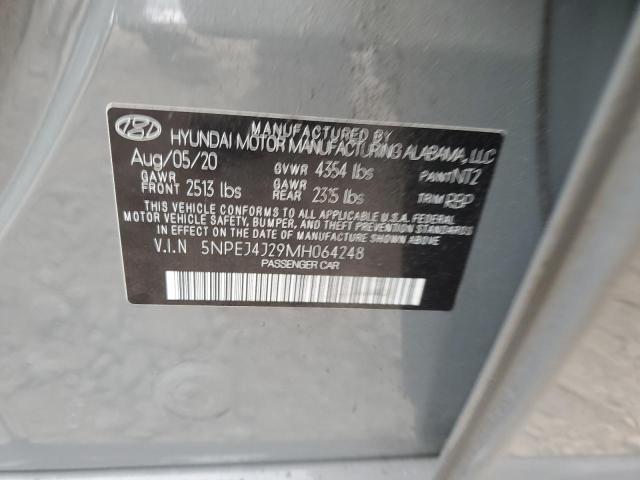 MANUFACTURED BY
HYUNDAI MOTOR MANUFACTURING ALABAMA, LLC
Aug/05/20 GVWR 4354 lbs PAINT NT2
GAWR FRONT 2513 lbs GAWR REAR 2315 lbs TRIM RBP
THIS VEHICLE CONFORMS TO ALL APPLICABLE U.S.A FEDERAL
MOTOR VEHICLE SAFETY, BUMPER, AND THEFT PREVENTION
STANDARDS IN EFFECT ON THE DATE OF MANUFACTURE SHOWN ABOVE.
V.I.N 5NPEJ4J29MH064248
PASSENGER CAR